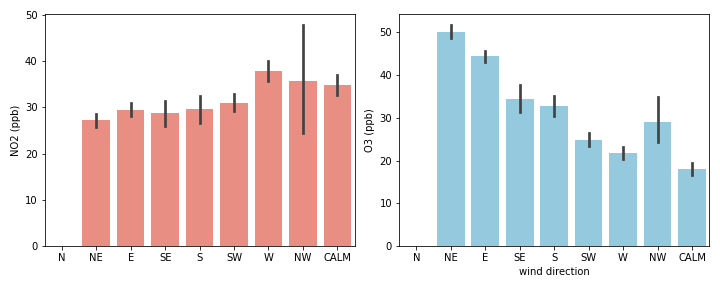 NO2 (ppb)
50
40
30
20
10
0
N NE E SE S SW W NW CALM
O3 (ppb)
50
40
30
20
10
0
N NE E SE S SW W NW CALM
wind direction